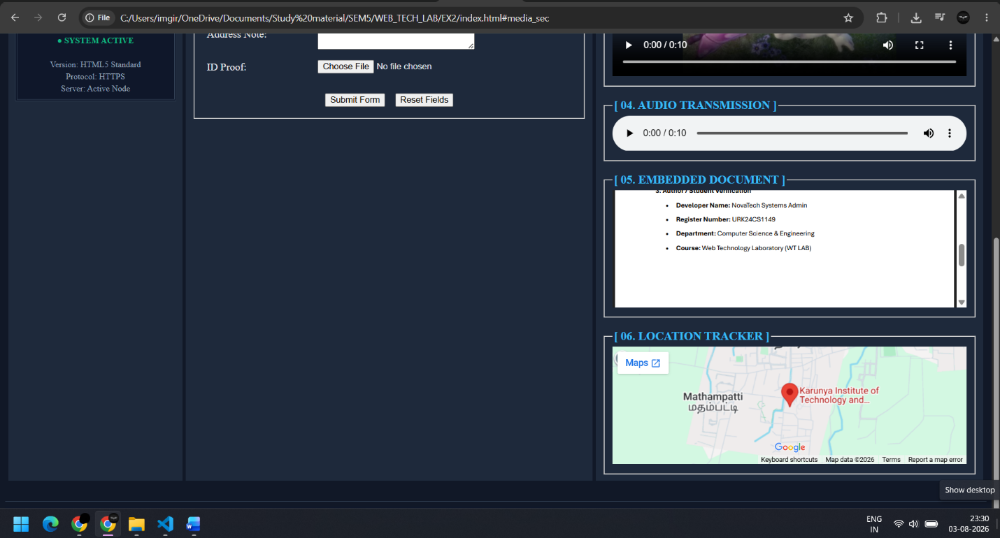 File
C:/Users/imgir/OneDrive/Documents/Study%20material/SEM5/WEB_TECH_LAB/EX2/index.html#media_sec
● SYSTEM ACTIVE
Version: HTML5 Standard
Protocol: HTTPS
Server: Active Node
Address Note:
ID Proof:
Choose File No file chosen
Submit Form Reset Fields
0:00 / 0:10
[ 04. AUDIO TRANSMISSION ]
0:00 / 0:10
[ 05. EMBEDDED DOCUMENT ]
3. Author / Student Verification
• Developer Name: NovaTech Systems Admin
• Register Number: URK24CS1149
• Department: Computer Science & Engineering
• Course: Web Technology Laboratory (WT LAB)
[ 06. LOCATION TRACKER ]
Maps
Mathampatti
மதம்பட்டி
Karunya Institute of
Technology and...
Google
Keyboard shortcuts Map data ©2026 Terms Report a map error
Show desktop
ENG
IN
23:30
03-08-2026